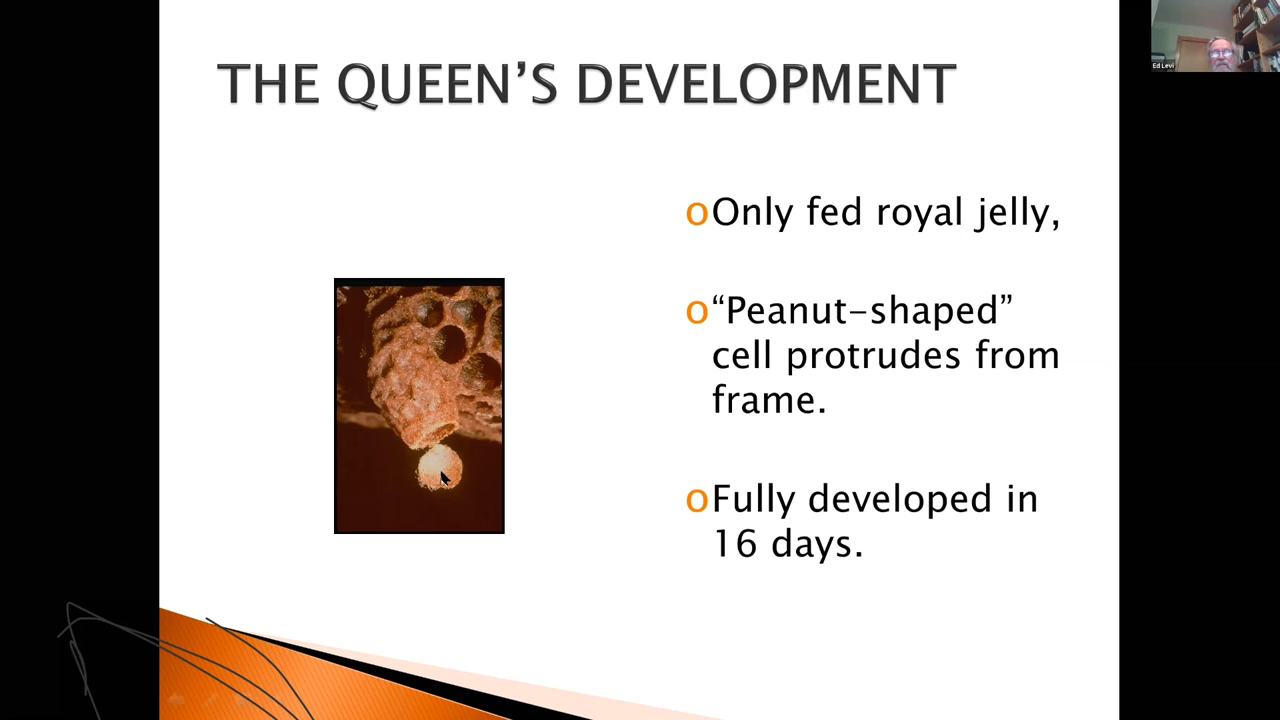 THE QUEEN’S DEVELOPMENT
oOnly fed royal jelly,
o“Peanut-shaped”
cell protrudes from
frame.
oFully developed in
16 days.
Ed Levi